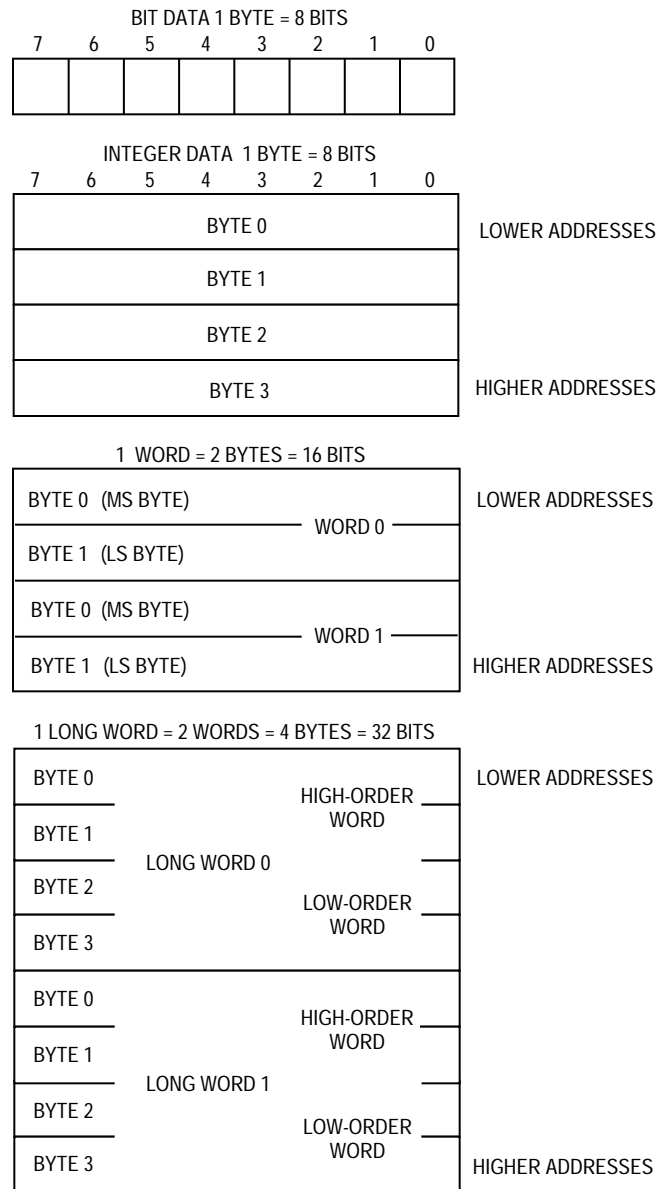 BIT DATA 1 BYTE = 8 BITS
7 6 5 4 3 2 1 0
INTEGER DATA 1 BYTE = 8 BITS
7 6 5 4 3 2 1 0
BYTE 0 LOWER ADDRESSES
BYTE 1
BYTE 2
BYTE 3 HIGHER ADDRESSES
1 WORD = 2 BYTES = 16 BITS
BYTE 0 (MS BYTE) LOWER ADDRESSES
WORD 0
BYTE 1 (LS BYTE)
BYTE 0 (MS BYTE)
WORD 1
BYTE 1 (LS BYTE) HIGHER ADDRESSES
1 LONG WORD = 2 WORDS = 4 BYTES = 32 BITS
BYTE 0 LOWER ADDRESSES
HIGH-ORDER
WORD
BYTE 1
LONG WORD 0
BYTE 2
LOW-ORDER
WORD
BYTE 3
BYTE 0
HIGH-ORDER
WORD
BYTE 1
LONG WORD 1
BYTE 2
LOW-ORDER
WORD
BYTE 3 HIGHER ADDRESSES